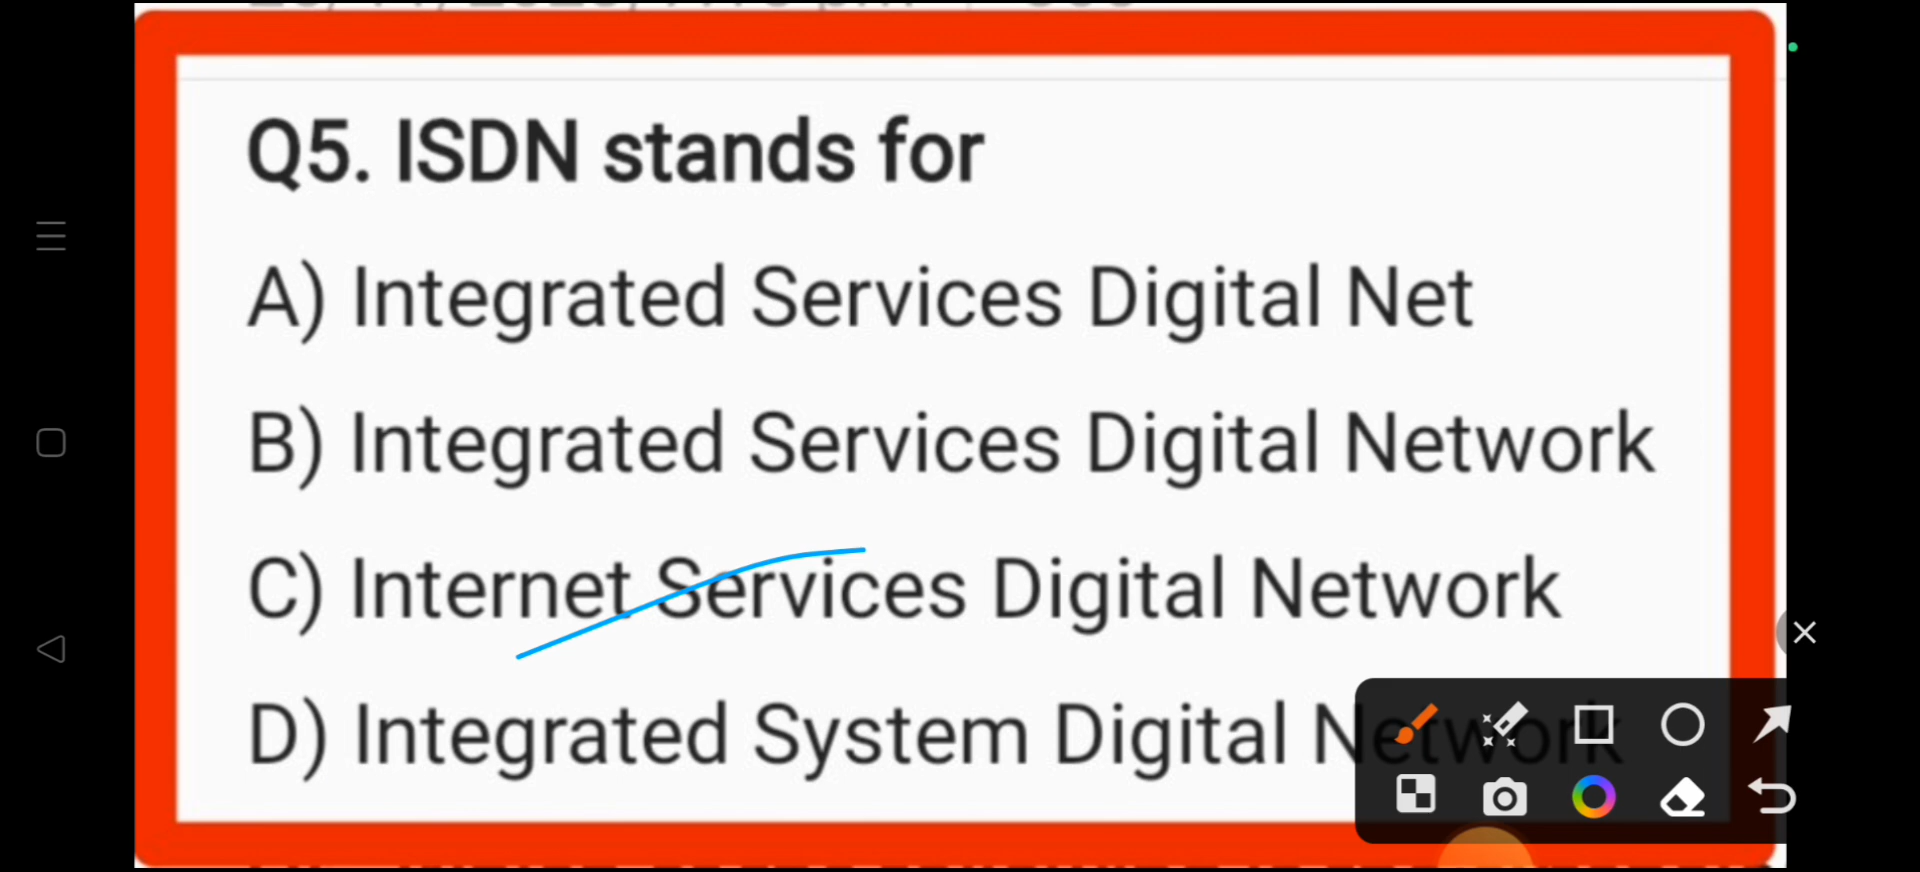 Q5. ISDN stands for
A) Integrated Services Digital Net
B) Integrated Services Digital Network
C) Internet Services Digital Network
D) Integrated System Digital Network